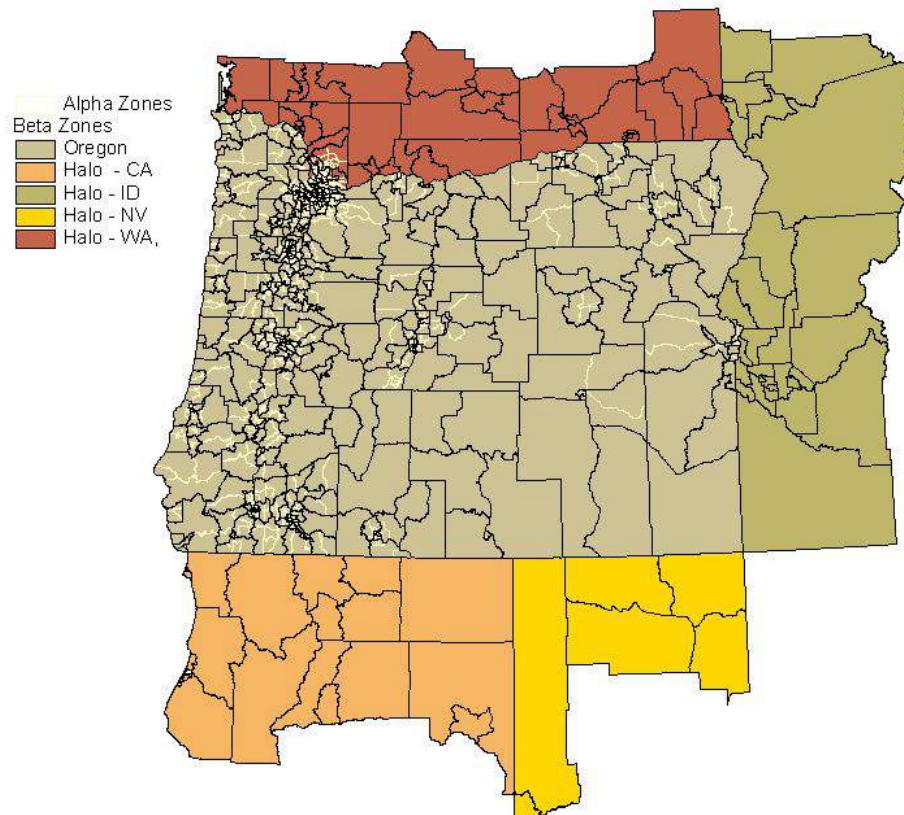 Alpha Zones
Beta Zones
Oregon
Halo - CA
Halo - ID
Halo - NV
Halo - WA,